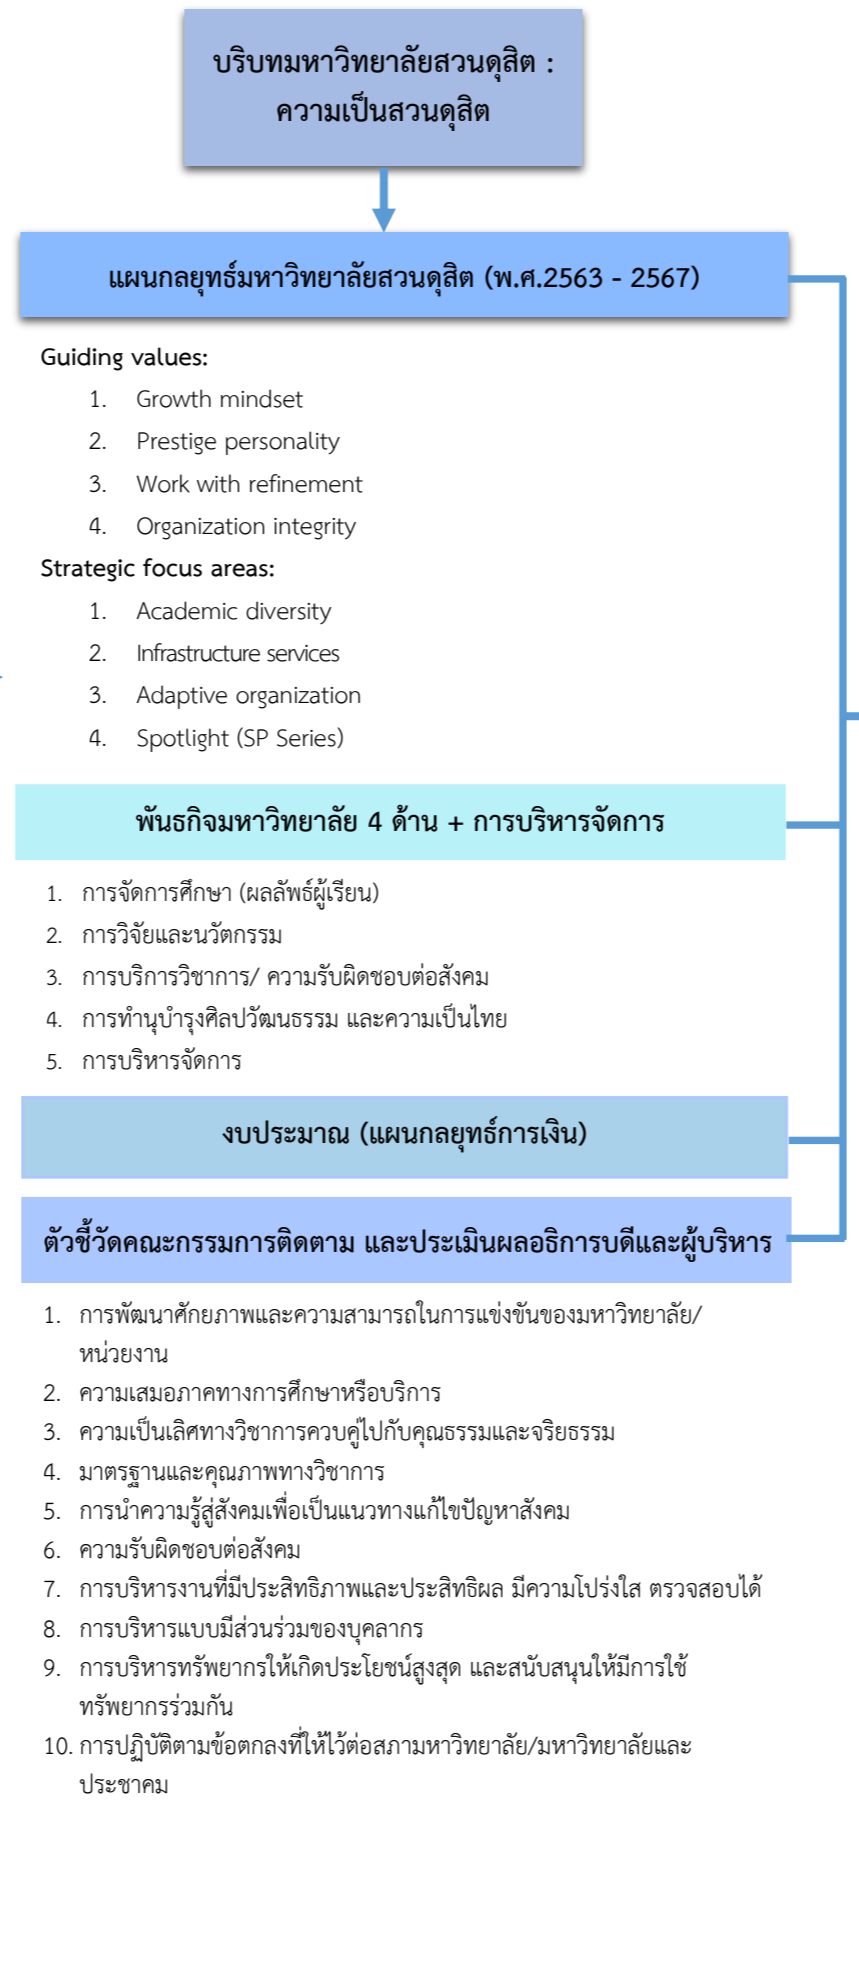 บริบทมหาวิทยาลัยสวนดุสิต :
ความเป็นสวนดุสิต
แผนกลยุทธ์มหาวิทยาลัยสวนดุสิต (พ.ศ.2563 - 2567)
Guiding values:
1. Growth mindset
2. Prestige personality
3. Work with refinement
4. Organization integrity
Strategic focus areas:
1. Academic diversity
2. Infrastructure services
3. Adaptive organization
4. Spotlight (SP Series)
พันธกิจมหาวิทยาลัย 4 ด้าน + การบริหารจัดการ
1. การจัดการศึกษา (ผลลัพธ์ผู้เรียน)
2. การวิจัยและนวัตกรรม
3. การบริการวิชาการ/ ความรับผิดชอบต่อสังคม
4. การทำนุบำรุงศิลปวัฒนธรรม และความเป็นไทย
5. การบริหารจัดการ
งบประมาณ (แผนกลยุทธ์การเงิน)
ตัวชี้วัดคณะกรรมการติดตาม และประเมินผลอธิการบดีและผู้บริหาร
1. การพัฒนาศักยภาพและความสามารถในการแข่งขันของมหาวิทยาลัย/
หน่วยงาน
2. ความเสมอภาคทางการศึกษาหรือบริการ
3. ความเป็นเลิศทางวิชาการควบคู่ไปกับคุณธรรมและจริยธรรม
4. มาตรฐานและคุณภาพทางวิชาการ
5. การนำความรู้สู่สังคมเพื่อเป็นแนวทางแก้ไขปัญหาสังคม
6. ความรับผิดชอบต่อสังคม
7. การบริหารงานที่มีประสิทธิภาพและประสิทธิผล มีความโปร่งใส ตรวจสอบได้
8. การบริหารแบบมีส่วนร่วมของบุคลากร
9. การบริหารทรัพยากรให้เกิดประโยชน์สูงสุด และสนับสนุนให้มีการใช้
ทรัพยากรร่วมกัน
10. การปฏิบัติตามข้อตกลงที่ให้ไว้ต่อสภามหาวิทยาลัย/มหาวิทยาลัยและ
ประชาคม